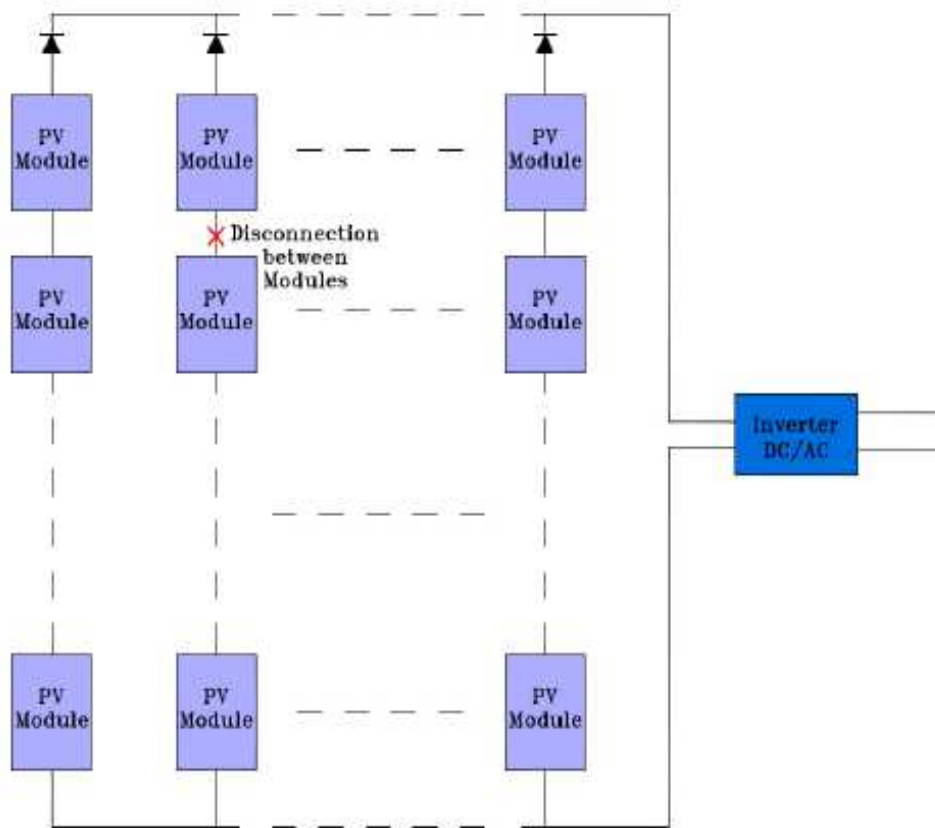 PV
Module
PV
Module
PV
Module
Disconnection
between
Modules
PV
Module
PV
Module
PV
Module
Inverter
DC/AC
PV
Module
PV
Module
PV
Module